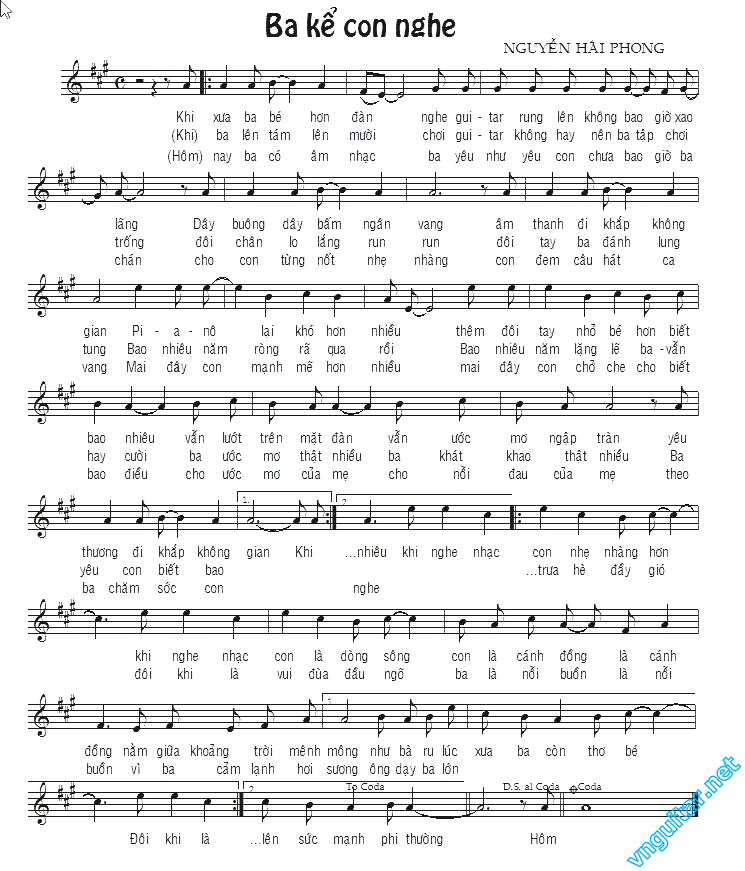 Ba kể con nghe
NGUYỄN HẢI PHONG
Khi xưa ba bé hơn đàn nghe gui-tar rung lên không bao giờ xao
(Khi) ba lên tám lên mười chơi gui-tar không hay nên ba tập chơi
(Hôm) nay ba có âm nhạc ba yêu như yêu con chưa bao giờ ba
lãng Dây buông dây bấm ngân vang âm thanh đi khắp không
trống đôi chân lo lắng run run đôi tay ba đánh lung
chán cho con từng nốt nhẹ nhàng con đem câu hát ca
gian Pi-a-nô lại khó hơn nhiều thêm đôi tay nhỏ bé hơn biết
tung Bao nhiêu năm ròng rã qua rồi Bao nhiêu năm lặng lẽ ba-vẫn
vang Mai đây con mạnh mẽ hơn nhiều mai đây con chở che cho biết
bao nhiêu vẫn lướt trên mặt đàn vẫn ước mơ ngập tràn yêu
hay cười ba ước mơ thật nhiều ba khát khao thật nhiều Ba
bao điều cho ước mơ của mẹ cho nỗi đau của mẹ theo
1. 2.
thương đi khắp không gian Khi ...nhiêu khi nghe nhạc con nhẹ nhàng hơn
yêu con biết bao ...trưa hè đầy gió
ba chăm sóc con nghe
khi nghe nhạc con là dòng sông con là cánh đồng là cánh
đôi khi là vui đùa đầu ngõ ba là nỗi buồn là nỗi
1.
đồng nằm giữa khoảng trời mênh mông như bà ru lúc xưa ba còn thơ bé
buồn vì ba cảm lạnh hơi sương ông dạy ba lớn
2. To Coda D.S. al Coda Coda
Đôi khi là ...lên sức mạnh phi thường Hôm
vnguitar.net